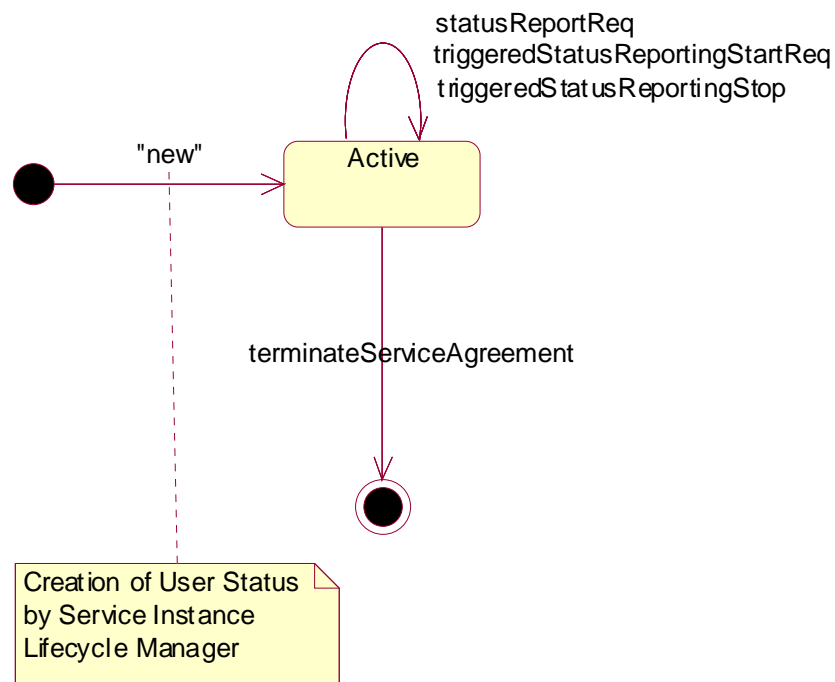 statusReportReq
triggeredStatusReportingStartReq
triggeredStatusReportingStop
"new"
Active
terminateServiceAgreement
Creation of User Status
by Service Instance
Lifecycle Manager